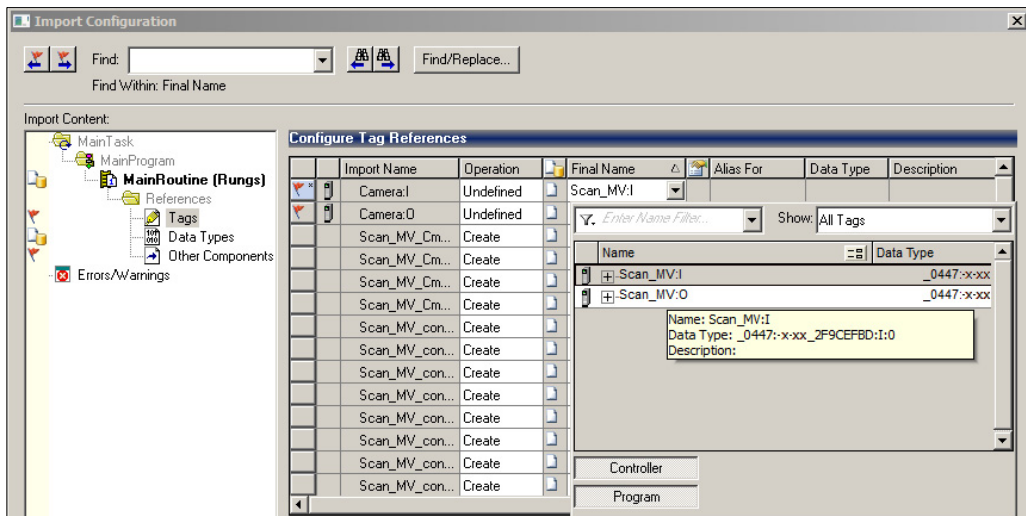 Import Configuration
Find:
Find/Replace...
Find Within: Final Name
Import Content:
MainTask
MainProgram
MainRoutine (Rungs)
References
Tags
Data Types
Other Components
Errors/Warnings
Configure Tag References
Import Name Operation Final Name Alias For Data Type Description
Camera:I Undefined Scan_MV:I
Camera:O Undefined
Scan_MV_Cm... Create
Scan_MV_Cm... Create
Scan_MV_Cm... Create
Scan_MV_Cm... Create
Scan_MV_con... Create
Scan_MV_con... Create
Scan_MV_con... Create
Scan_MV_con... Create
Scan_MV_con... Create
Scan_MV_con... Create
Scan_MV_con... Create
Scan_MV_con... Create
Enter Name Filter... Show: All Tags
Name Data Type
Scan_MV:I _0447:-x-xx
Scan_MV:O _0447:-x-xx
Name: Scan_MV:I
Data Type: _0447:-x-xx_2F9CEFBD:I:0
Description:
Controller
Program